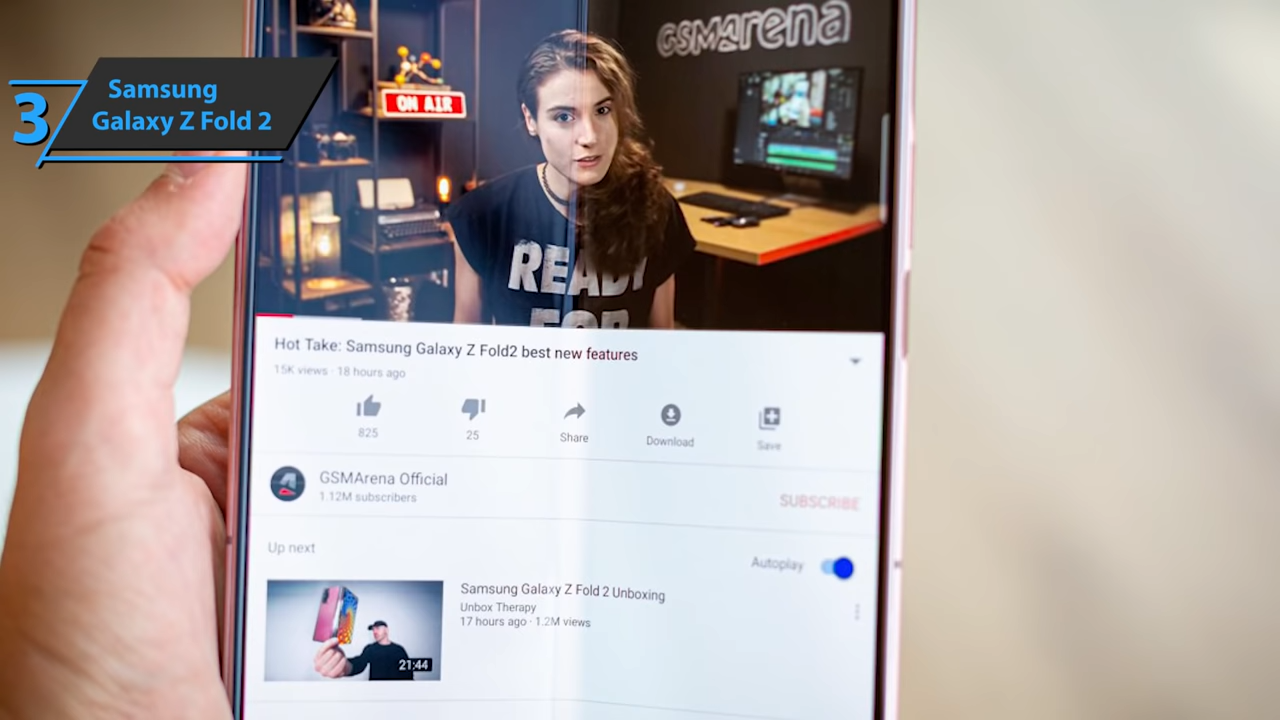 GSMarena
3
Samsung
Galaxy Z Fold 2
ON AIR
READY
FOR
Hot Take: Samsung Galaxy Z Fold2 best new features
15K views · 18 hours ago
825
25
Share
Download
Save
GSMArena Official
1.12M subscribers
SUBSCRIBE
Up next
Autoplay
Samsung Galaxy Z Fold 2 Unboxing
Unbox Therapy
17 hours ago · 1.2M views
21:44